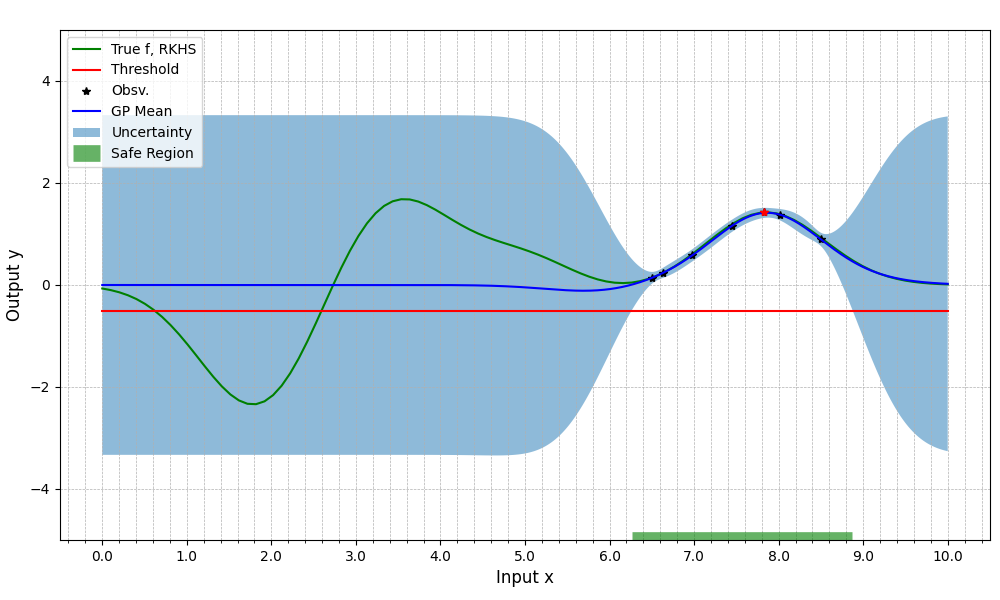 True f, RKHS
Threshold
Obsv.
GP Mean
Uncertainty
Safe Region
Output y
4
2
0
−2
−4
0.0 1.0 2.0 3.0 4.0 5.0 6.0 7.0 8.0 9.0 10.0
Input x